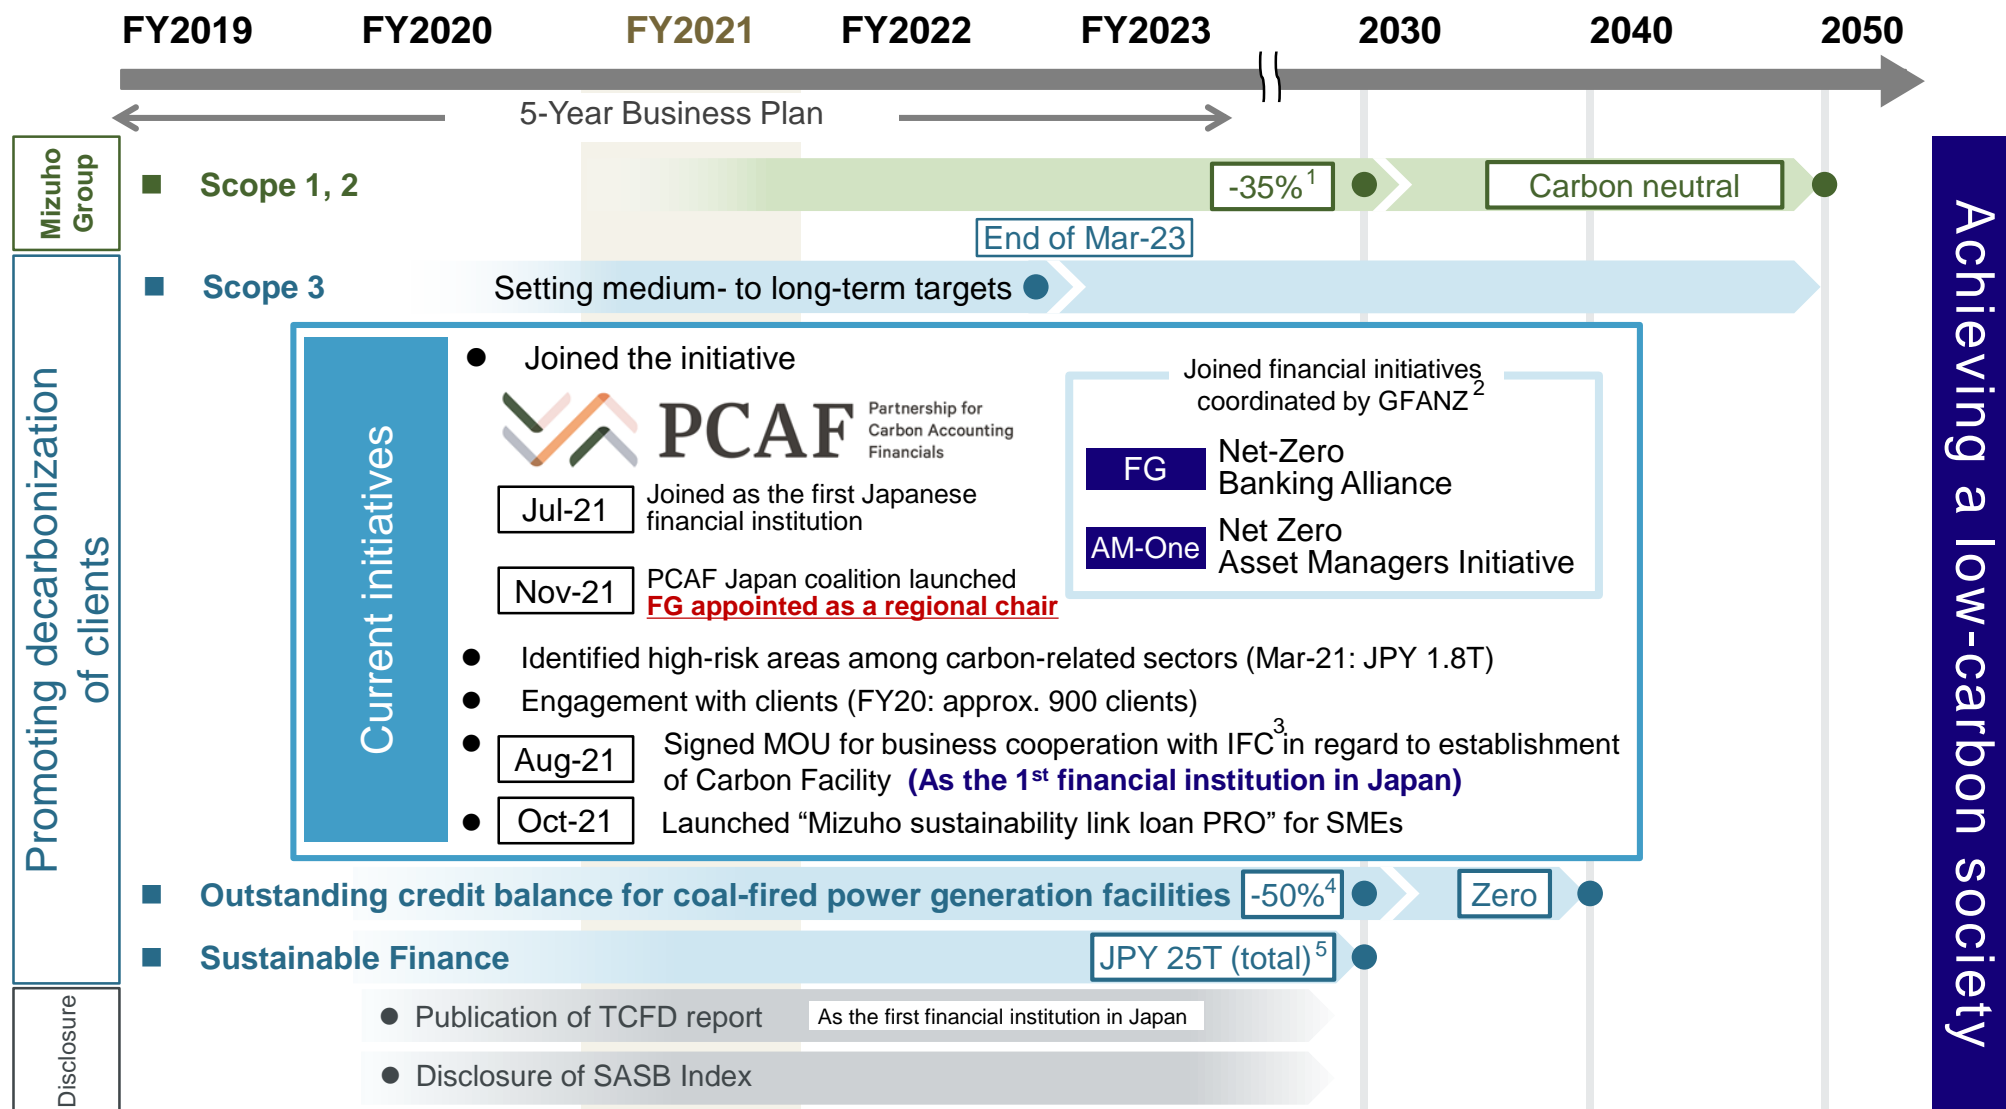 FY2019 FY2020 FY2021 FY2022 FY2023 2030 2040 2050
5-Year Business Plan
Mizuho
Group
Scope 1, 2
-35%1
Carbon neutral
End of Mar-23
Promoting decarbonization
of clients
Scope 3
Setting medium- to long-term targets
Current initiatives
Joined the initiative
PCAF
Partnership for
Carbon Accounting
Financials
Jul-21
Joined as the first Japanese
financial institution
Nov-21
PCAF Japan coalition launched
FG appointed as a regional chair
Joined financial initiatives
coordinated by GFANZ2
FG
Net-Zero
Banking Alliance
AM-One
Net Zero
Asset Managers Initiative
Identified high-risk areas among carbon-related sectors (Mar-21: JPY 1.8T)
Engagement with clients (FY20: approx. 900 clients)
Aug-21
Signed MOU for business cooperation with IFC3 in regard to establishment
of Carbon Facility (As the 1st financial institution in Japan)
Oct-21
Launched “Mizuho sustainability link loan PRO” for SMEs
Outstanding credit balance for coal-fired power generation facilities
-50%4
Zero
Sustainable Finance
JPY 25T (total)5
Disclosure
Publication of TCFD report
As the first financial institution in Japan
Disclosure of SASB Index
Achieving a low-carbon society